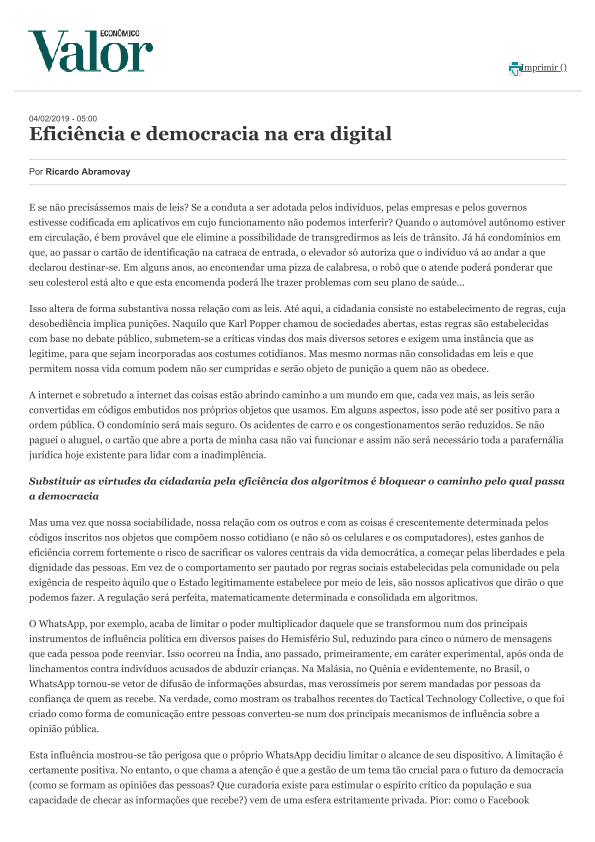 ECONÔMICO
Valor
Imprimir ()
04/02/2019 - 05:00
Eficiência e democracia na era digital
Por Ricardo Abramovay
E se não precisássemos mais de leis? Se a conduta a ser adotada pelos indivíduos, pelas empresas e pelos governos
estivesse codificada em aplicativos em cujo funcionamento não podemos interferir? Quando o automóvel autônomo estiver
em circulação, é bem provável que ele elimine a possibilidade de transgredirmos as leis de trânsito. Já há condomínios em
que, ao passar o cartão de identificação na catraca de entrada, o elevador só autoriza que o indivíduo vá ao andar a que
declarou destinar-se. Em alguns anos, ao encomendar uma pizza de calabresa, o robô que o atende poderá ponderar que
seu colesterol está alto e que esta encomenda poderá lhe trazer problemas com seu plano de saúde...
Isso altera de forma substantiva nossa relação com as leis. Até aqui, a cidadania consiste no estabelecimento de regras, cuja
desobediência implica punições. Naquilo que Karl Popper chamou de sociedades abertas, estas regras são estabelecidas
com base no debate público, submetem-se a críticas vindas dos mais diversos setores e exigem uma instância que as
legitime, para que sejam incorporadas aos costumes cotidianos. Mas mesmo normas não consolidadas em leis e que
permitem nossa vida comum podem não ser cumpridas e serão objeto de punição a quem não as obedece.
A internet e sobretudo a internet das coisas estão abrindo caminho a um mundo em que, cada vez mais, as leis serão
convertidas em códigos embutidos nos próprios objetos que usamos. Em alguns aspectos, isso pode até ser positivo para a
ordem pública. O condomínio será mais seguro. Os acidentes de carro e os congestionamentos serão reduzidos. Se não
paguei o aluguel, o cartão que abre a porta de minha casa não vai funcionar e assim não será necessário toda a parafernália
jurídica hoje existente para lidar com a inadimplência.
Substituir as virtudes da cidadania pela eficiência dos algoritmos é bloquear o caminho pelo qual passa
a democracia
Mas uma vez que nossa sociabilidade, nossa relação com os outros e com as coisas é crescentemente determinada pelos
códigos inscritos nos objetos que compõem nosso cotidiano (e não só os celulares e os computadores), estes ganhos de
eficiência correm fortemente o risco de sacrificar os valores centrais da vida democrática, a começar pelas liberdades e pela
dignidade das pessoas. Em vez de o comportamento ser pautado por regras sociais estabelecidas pela comunidade ou pela
exigência de respeito àquilo que o Estado legitimamente estabelece por meio de leis, são nossos aplicativos que dirão o que
podemos fazer. A regulação será perfeita, matematicamente determinada e consolidada em algoritmos.
O WhatsApp, por exemplo, acaba de limitar o poder multiplicador daquele que se transformou num dos principais
instrumentos de influência política em diversos países do Hemisfério Sul, reduzindo para cinco o número de mensagens
que cada pessoa pode reenviar. Isso ocorreu na Índia, ano passado, primeiramente, em caráter experimental, após onda de
linchamentos contra indivíduos acusados de abduzir crianças. Na Malásia, no Quênia e evidentemente, no Brasil, o
WhatsApp tornou-se vetor de difusão de informações absurdas, mas verossímeis por serem mandadas por pessoas da
confiança de quem as recebe. Na verdade, como mostram os trabalhos recentes do Tactical Technology Collective, o que foi
criado como forma de comunicação entre pessoas converteu-se num dos principais mecanismos de influência sobre a
opinião pública.
Esta influência mostrou-se tão perigosa que o próprio WhatsApp decidiu limitar o alcance de seu dispositivo. A limitação é
certamente positiva. No entanto, o que chama a atenção é que a gestão de um tema tão crucial para o futuro da democracia
(como se formam as opiniões das pessoas? Que curadoria existe para estimular o espírito crítico da população e sua
capacidade de checar as informações que recebe?) vem de uma esfera estritamente privada. Pior: como o Facebook